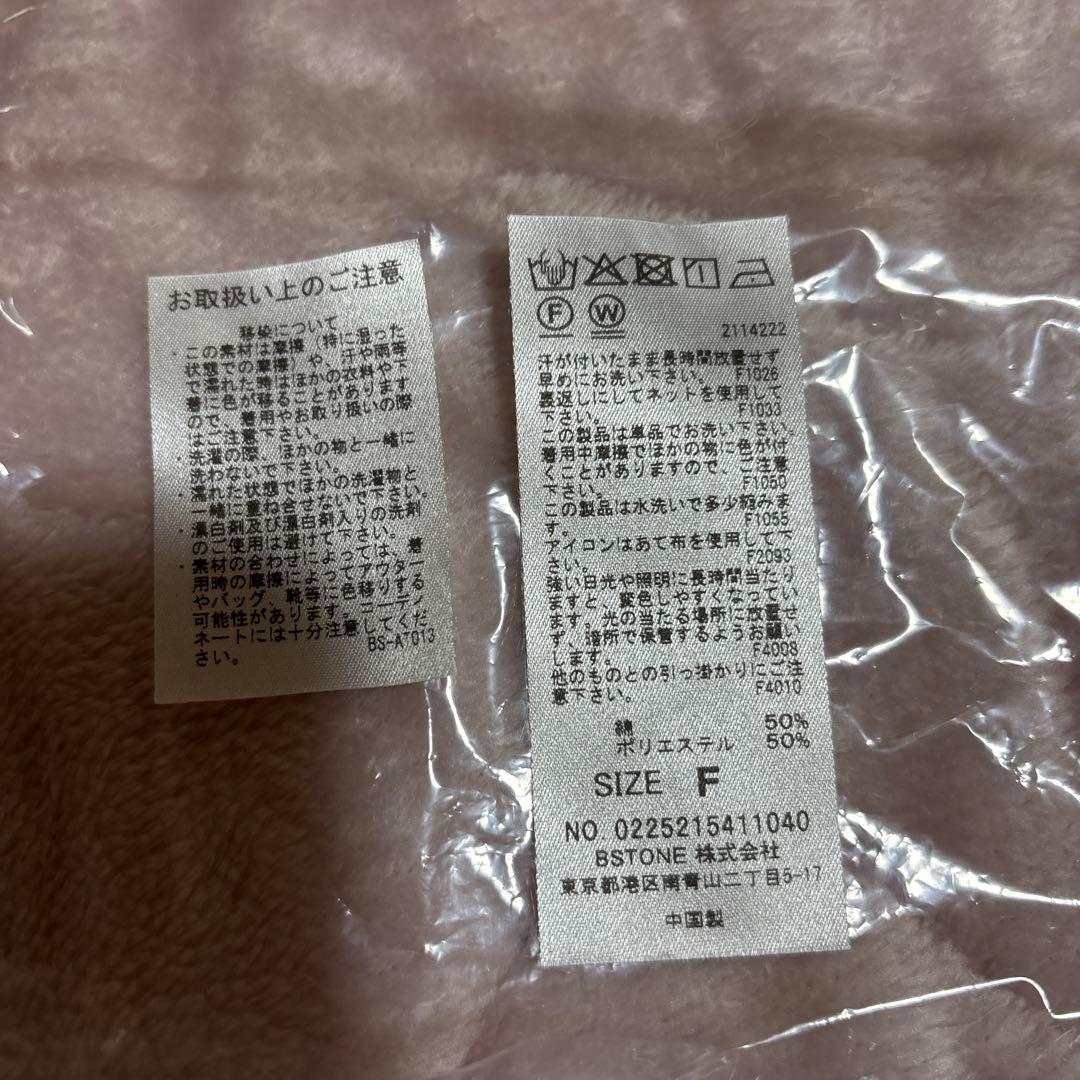 お取扱い上のご注意
移染について
・この素材は摩擦(特に湿った
状態での摩擦)や、汗や雨等
で濡れた時はほかの衣料や下
着に色が移ることがあります
ので、着用やお取り扱いの際
はご注意下さい。
・洗濯の際、ほかの物と一緒に
洗わないで下さい。
・濡れた状態でほかの洗濯物と
一緒に重ね合せないで下さい。
・漂白剤及び漂白剤入りの洗剤
のご使用は避けて下さい。
・素材の合わせによっては、着
用時の摩擦によって色移り
やバッグ、靴等にアウターする
可能性があります。コーディ
ネートには十分注意してくだ
さい。
BS-AT013
F W
2114222
汗が付いたまま長時間放置せず
早めにお洗い下さい。 F1026
裏返しにしてネットを使用して
下さい。 F1033
この製品は単品でお洗い下さい。
着用中摩擦でほかの物に色が付
くことがありますので、ご注意
下さい。 F1050
この製品は水洗いで多少縮みま
す。 F1055
アイロンはあて布を使用して下
さい。 F2093
強い日光や照明に長時間当たり
ますと、変色しやすくなってい
ます。光の当たる場所に放置せ
ず、暗所で保管するようお願い
します。 F4008
他のものとの引っ掛かりにご注
意下さい。 F4010
綿 50%
ポリエステル 50%
SIZE F
NO. 0225215411040
BSTONE 株式会社
東京都港区南青山二丁目5-17
中国製